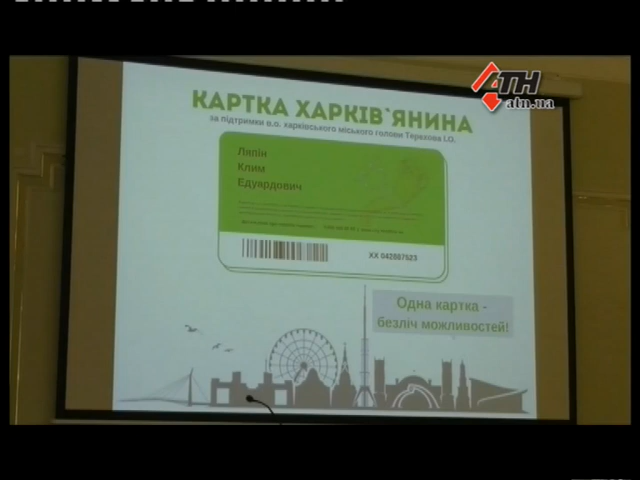 АТН
atn.ua
КАРТКА ХАРКІВ`ЯНИНА
за підтримки в.о. харківського міського голови Терехова І.О.
Ляпін
Клим
Едуардович
ХХ 042887623
Одна картка -
безліч можливостей!